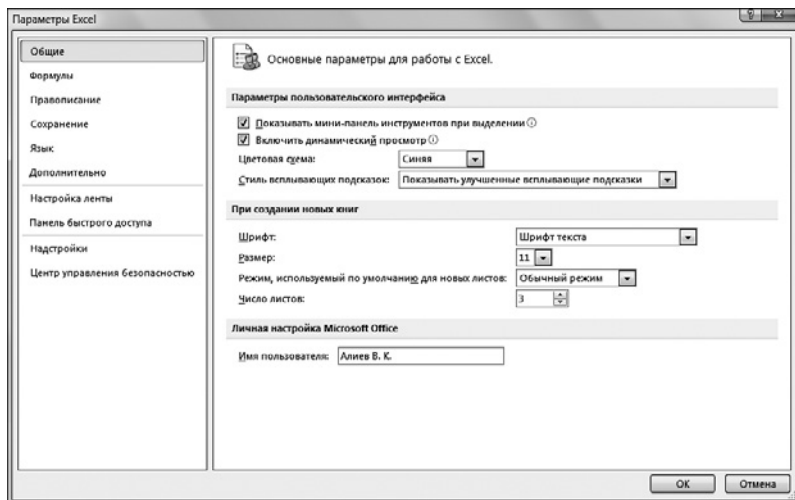 Параметры Excel
Общие
Формулы
Правописание
Сохранение
Язык
Дополнительно
Настройка ленты
Панель быстрого доступа
Надстройки
Центр управления безопасностью
Основные параметры для работы с Excel.
Параметры пользовательского интерфейса
Показывать мини-панель инструментов при выделении
Включить динамический просмотр
Цветовая схема: Синяя
Стиль всплывающих подсказок: Показывать улучшенные всплывающие подсказки
При создании новых книг
Шрифт: Шрифт текста
Размер: 11
Режим, используемый по умолчанию для новых листов: Обычный режим
Число листов: 3
Личная настройка Microsoft Office
Имя пользователя: Алиев В. К.
ОК Отмена